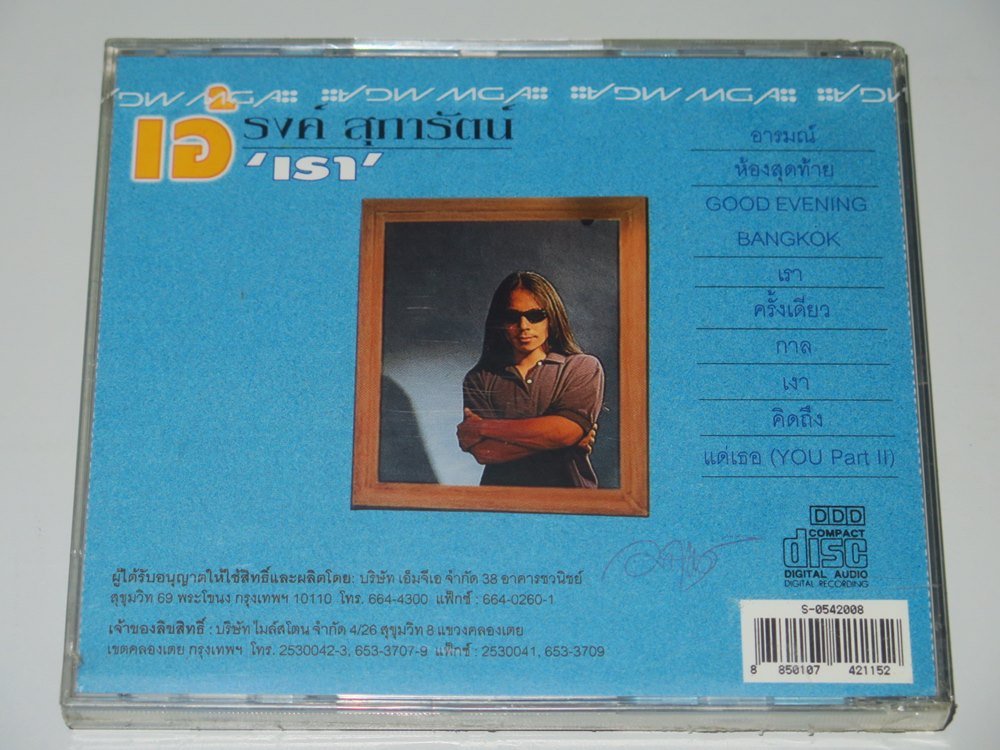 MGA MGA MGA
2
เอ้ รงค์ สุภารัตน์
'เรา'
อารมณ์
ห้องสุดท้าย
GOOD EVENING
BANGKOK
เรา
ครั้งเดียว
กาล
เงา
คิดถึง
แด่เธอ (YOU Part II)
DDD
COMPACT
disc
DIGITAL AUDIO
DIGITAL RECORDING
ผู้ได้รับอนุญาตให้ใช้สิทธิ์และผลิตโดย: บริษัท เอ็มจีเอ จำกัด 38 อาคารชวนิชย์
สุขุมวิท 69 พระโขนง กรุงเทพฯ 10110 โทร. 664-4300 แฟ็กซ์ : 664-0260-1
เจ้าของลิขสิทธิ์ : บริษัท ไมล์สโตน จำกัด 4/26 สุขุมวิท 8 แขวงคลองเตย
เขตคลองเตย กรุงเทพฯ โทร. 2530042-3, 653-3707-9 แฟ็กซ์ : 2530041, 653-3709
S-0542008
8 850107 421152